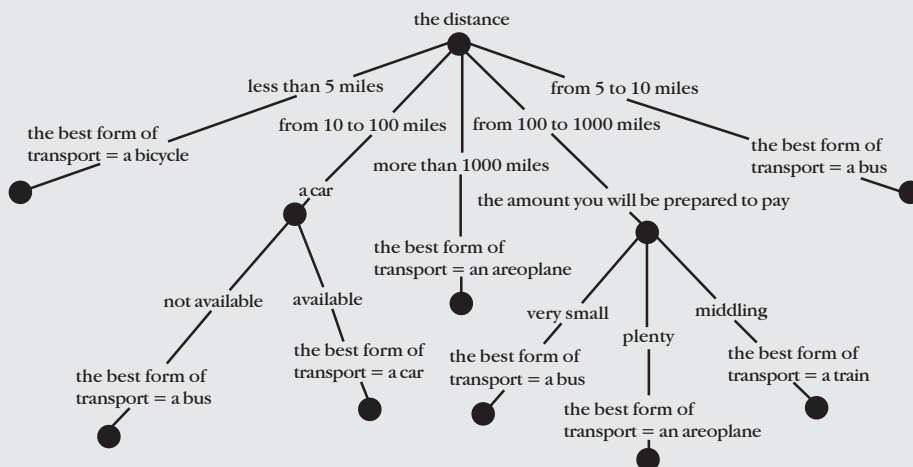 the distance
less than 5 miles
from 5 to 10 miles
from 10 to 100 miles
from 100 to 1000 miles
more than 1000 miles
the best form of
transport = a bicycle
the best form of
transport = a bus
a car
the amount you will be prepared to pay
the best form of
transport = an areoplane
not available
available
very small
plenty
middling
the best form of
transport = a bus
the best form of
transport = a car
the best form of
transport = a bus
the best form of
transport = an areoplane
the best form of
transport = a train